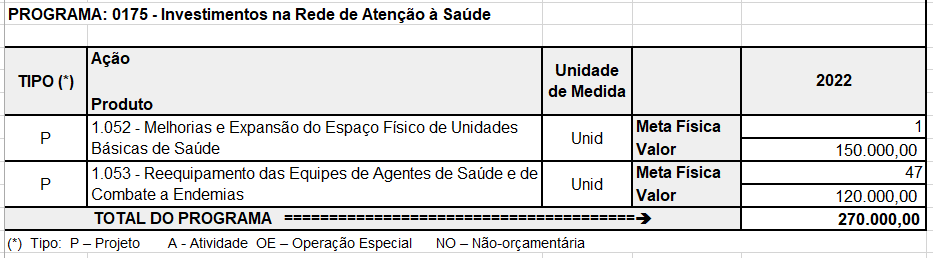 PROGRAMA: 0175 - Investimentos na Rede de Atenção à Saúde
TIPO (*) Ação Produto Unidade de Medida 2022
P 1.052 - Melhorias e Expansão do Espaço Físico de Unidades Básicas de Saúde Unid Meta Física 1
Valor 150.000,00
P 1.053 - Reequipamento das Equipes de Agentes de Saúde e de Combate a Endemias Unid Meta Física 47
Valor 120.000,00
TOTAL DO PROGRAMA =======================================➔ 270.000,00
(*) Tipo: P – Projeto A - Atividade OE – Operação Especial NO – Não-orçamentária